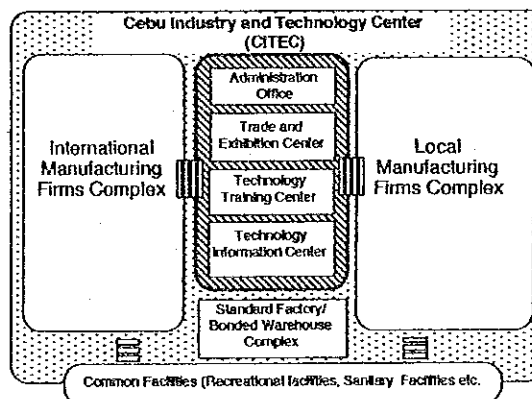 Cebu Industry and Technology Center
(CITEC)
International
Manufacturing
Firms Complex
Administration
Office
Trade and
Exhibition Center
Technology
Training Center
Technology
Information Center
Local
Manufacturing
Firms Complex
Standard Factory/
Bonded Warehouse
Complex
Common Facilities (Recreational facilities, Sanitary Facilities etc.